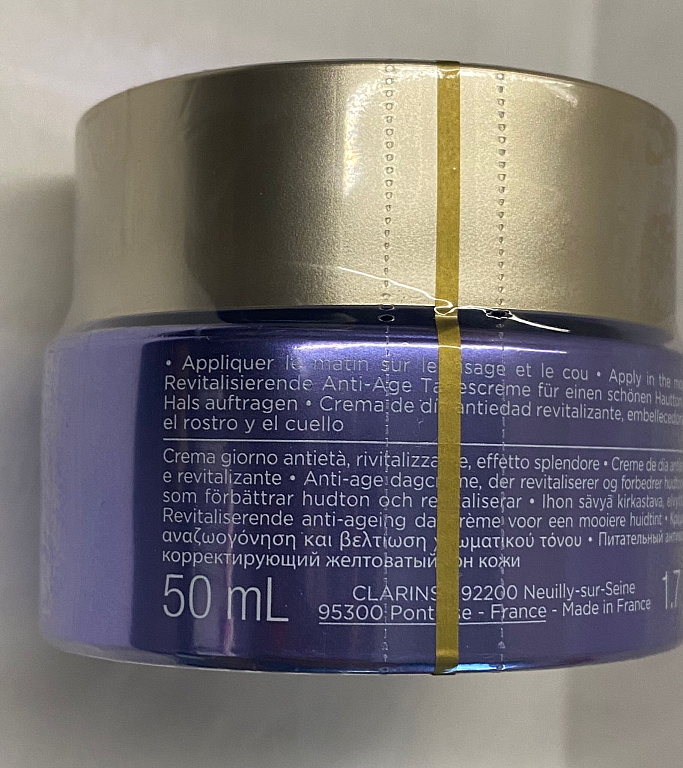 • Appliquer le matin sur le visage et le cou • Apply in the
Revitalisierende Anti-Age Tagescreme für einen schönen Hautton
Hals auftragen • Crema de día antiedad revitalizante,
el rostro y el cuello
Crema giorno antietà, rivitalizzante, effetto splendore • Creme de dia
e revitalizante • Anti-age dagcreme, der revitaliserer og forbedrer
som förbättrar hudton och revitaliserar • Ihon sävyä kirkastava,
Revitaliserende anti-ageing dagcrème voor een mooiere huidtint •
αναζωογόνηση και βελτίωση χρωματικού τόνου • Питательный
корректирующий желтоватый тон кожи
50 mL
CLARINS 92200 Neuilly-sur-Seine
95300 Pontoise - France - Made in France
1.7